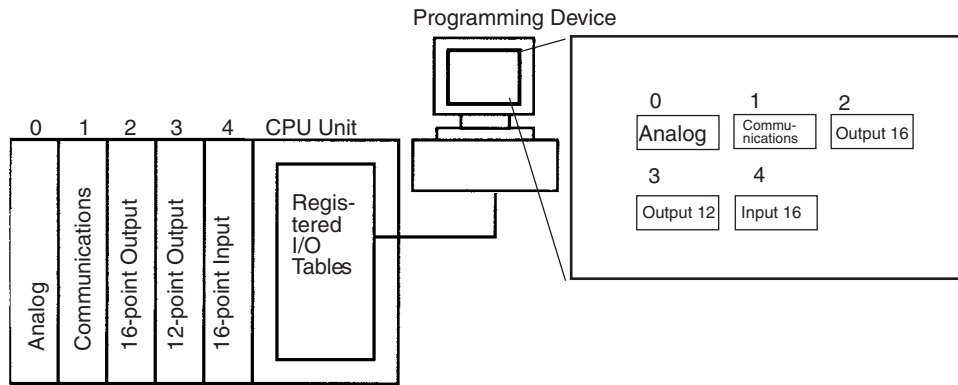 Programming Device
0 1 2 3 4 CPU Unit
Analog
Communications
16-point Output
12-point Output
16-point Input
Regis-
tered
I/O
Tables
0 1 2
Analog
Commu-
nications
Output 16
3 4
Output 12 Input 16